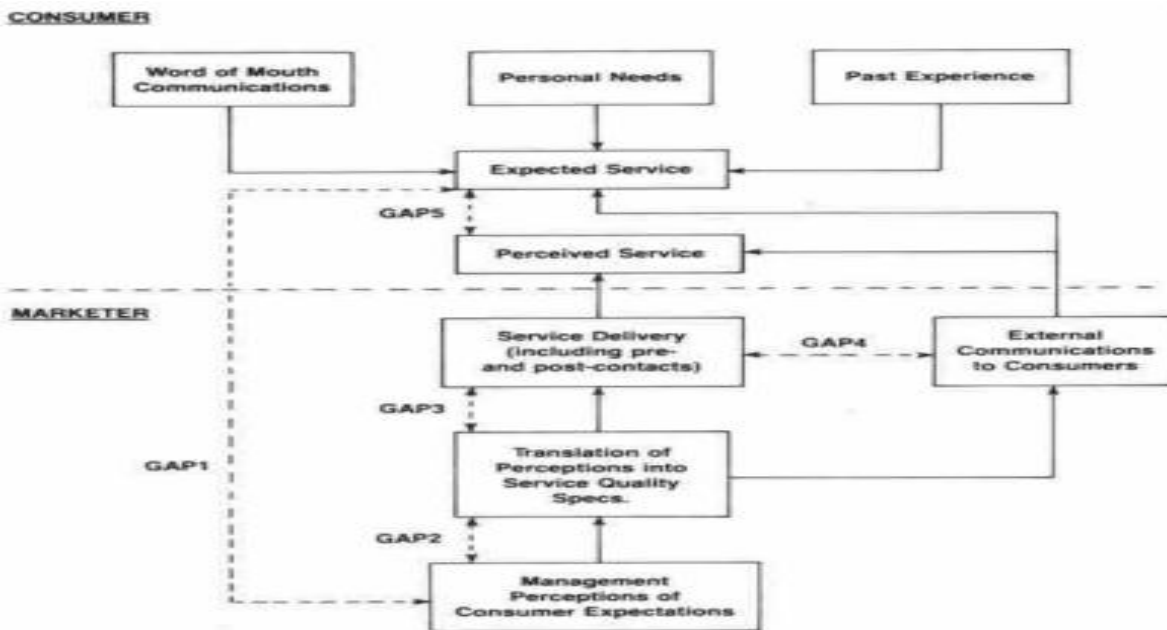 CONSUMER
Word of Mouth
Communications
Personal Needs
Past Experience
Expected Service
GAP5
Perceived Service
MARKETER
Service Delivery
(including pre-
and post-contacts)
GAP4
External
Communications
to Consumers
GAP3
Translation of
Perceptions into
Service Quality
Specs.
GAP1
GAP2
Management
Perceptions of
Consumer Expectations